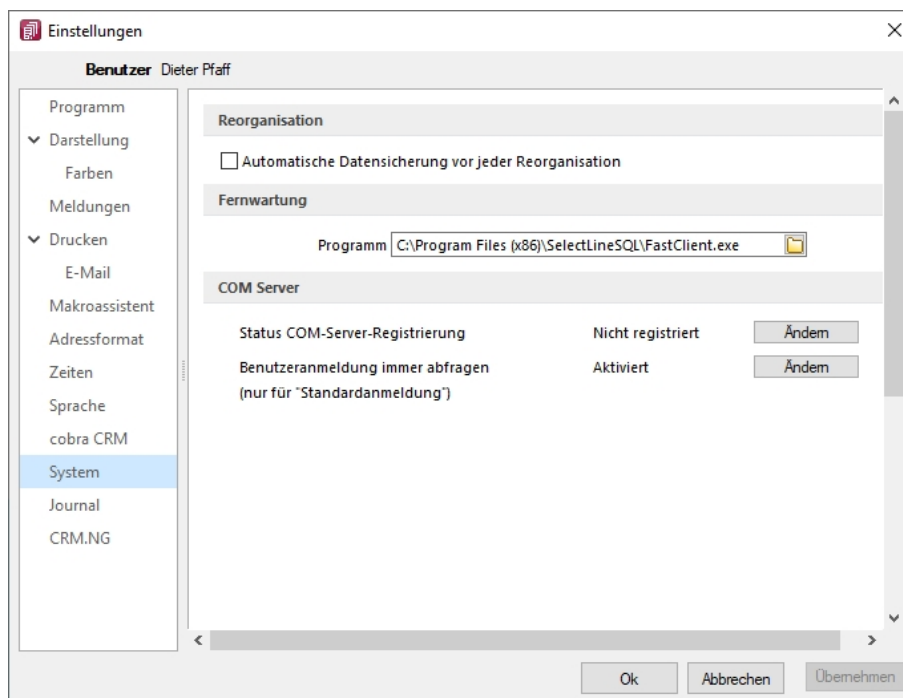 Einstellungen
Benutzer Dieter Pfaff
Programm
Darstellung
Farben
Meldungen
Drucken
E-Mail
Makroassistent
Adressformat
Zeiten
Sprache
cobra CRM
System
Journal
CRM.NG
Reorganisation
Automatische Datensicherung vor jeder Reorganisation
Fernwartung
Programm C:\Program Files (x86)\SelectLineSQL\FastClient.exe
COM Server
Status COM-Server-Registrierung Nicht registriert Ändern
Benutzeranmeldung immer abfragen Aktiviert Ändern
(nur für "Standardanmeldung")
Ok Abbrechen Übernehmen